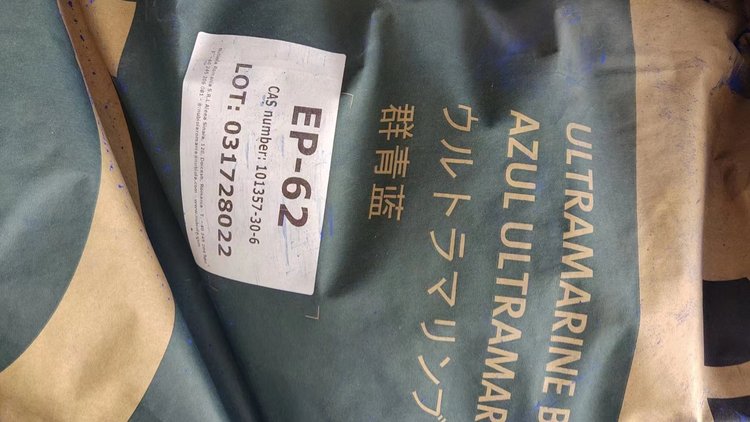 ULTRAMARINE B
AZUL ULTRAMAR
ウルトラマリンブ
群青蓝
EP-62
CAS number: 101357-30-6
LOT: 031728022